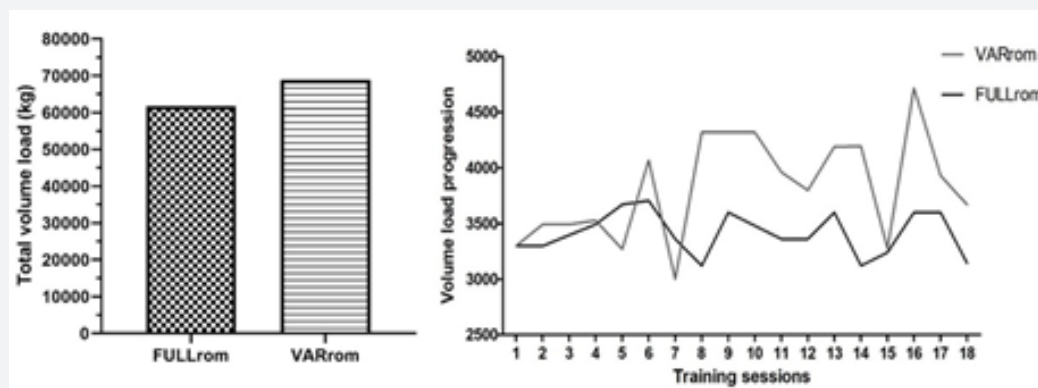 Total volume load (kg)
80000
70000
60000
50000
40000
30000
20000
10000
0
FULLrom VARrom
Volume load progression
5000
4500
4000
3500
3000
2500
1 2 3 4 5 6 7 8 9 10 11 12 13 14 15 16 17 18
Training sessions
VARrom
FULLrom